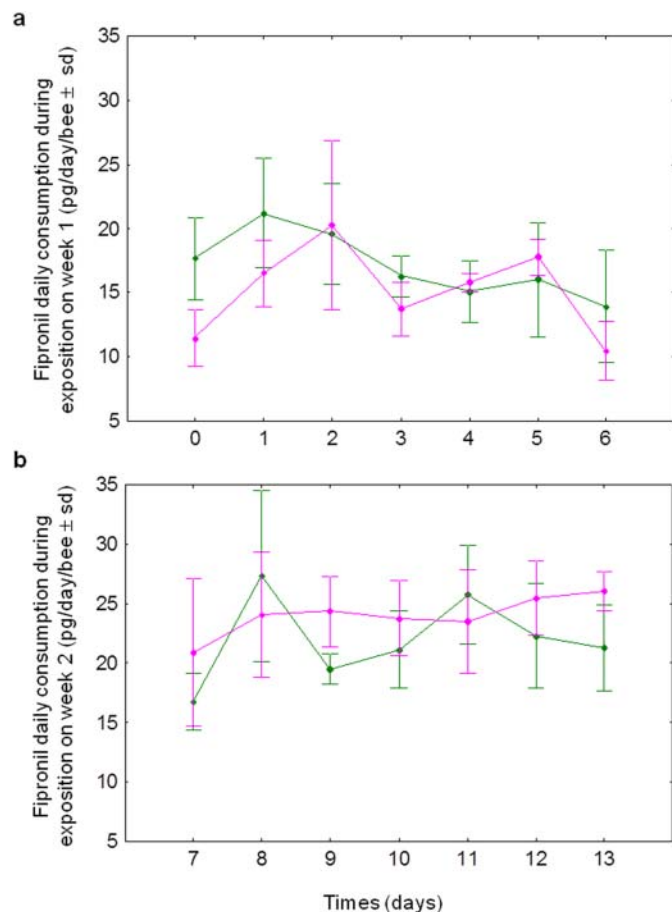 a
Fipronil daily consumption during
exposition on week 1 (pg/day/bee ± sd)
35
30
25
20
15
10
5
0 1 2 3 4 5 6
b
Fipronil daily consumption during
exposition on week 2 (pg/day/bee ± sd)
35
30
25
20
15
10
5
7 8 9 10 11 12 13
Times (days)